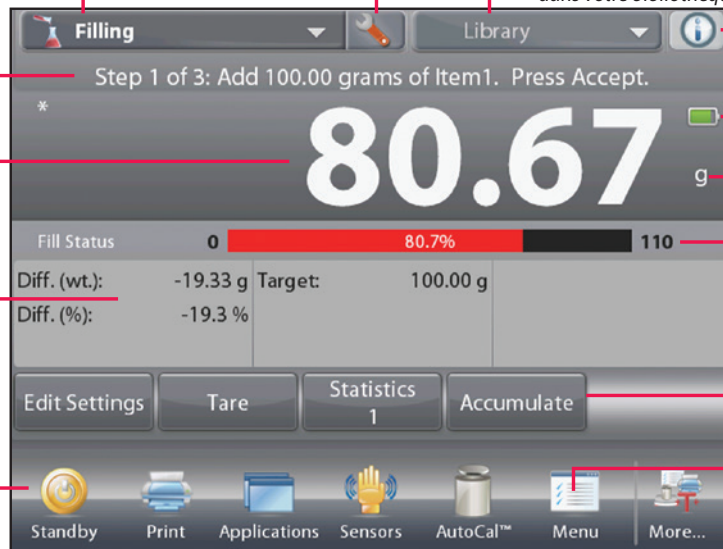 Filling
Library
Step 1 of 3: Add 100.00 grams of Item1. Press Accept.
*
80.67
g
Fill Status 0 80.7% 110
Diff. (wt.): -19.33 g Target: 100.00 g
Diff. (%): -19.3 %
Edit Settings Tare Statistics 1 Accumulate
Standby Print Applications Sensors AutoCal™ Menu More...